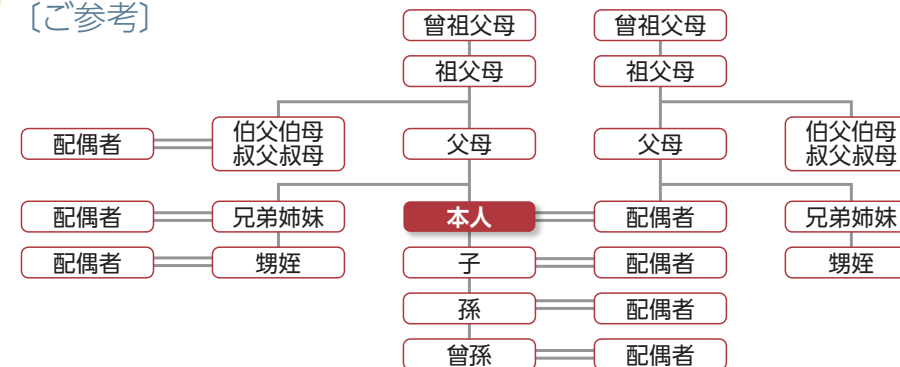 〔ご参考〕
曾祖父母
曾祖父母
祖父母
祖父母
配偶者
伯父伯母
叔父叔母
父母
父母
伯父伯母
叔父叔母
配偶者
兄弟姉妹
本人
配偶者
兄弟姉妹
配偶者
甥姪
子
配偶者
甥姪
孫
配偶者
曾孫
配偶者